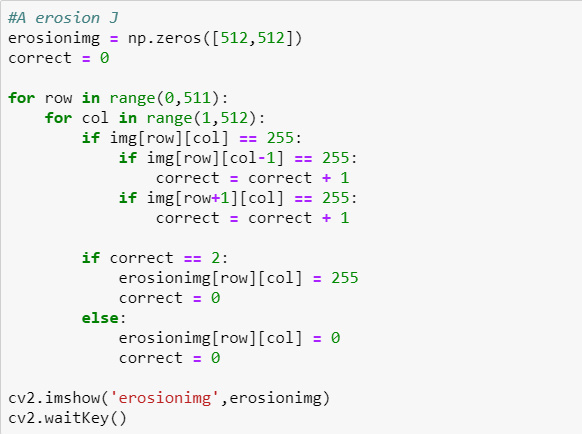 #A erosion J
erosionimg = np.zeros([512,512])
correct = 0

for row in range(0,511):
    for col in range(1,512):
        if img[row][col] == 255:
            if img[row][col-1] == 255:
                correct = correct + 1
            if img[row+1][col] == 255:
                correct = correct + 1

        if correct == 2:
            erosionimg[row][col] = 255
            correct = 0
        else:
            erosionimg[row][col] = 0
            correct = 0

cv2.imshow('erosionimg',erosionimg)
cv2.waitKey()